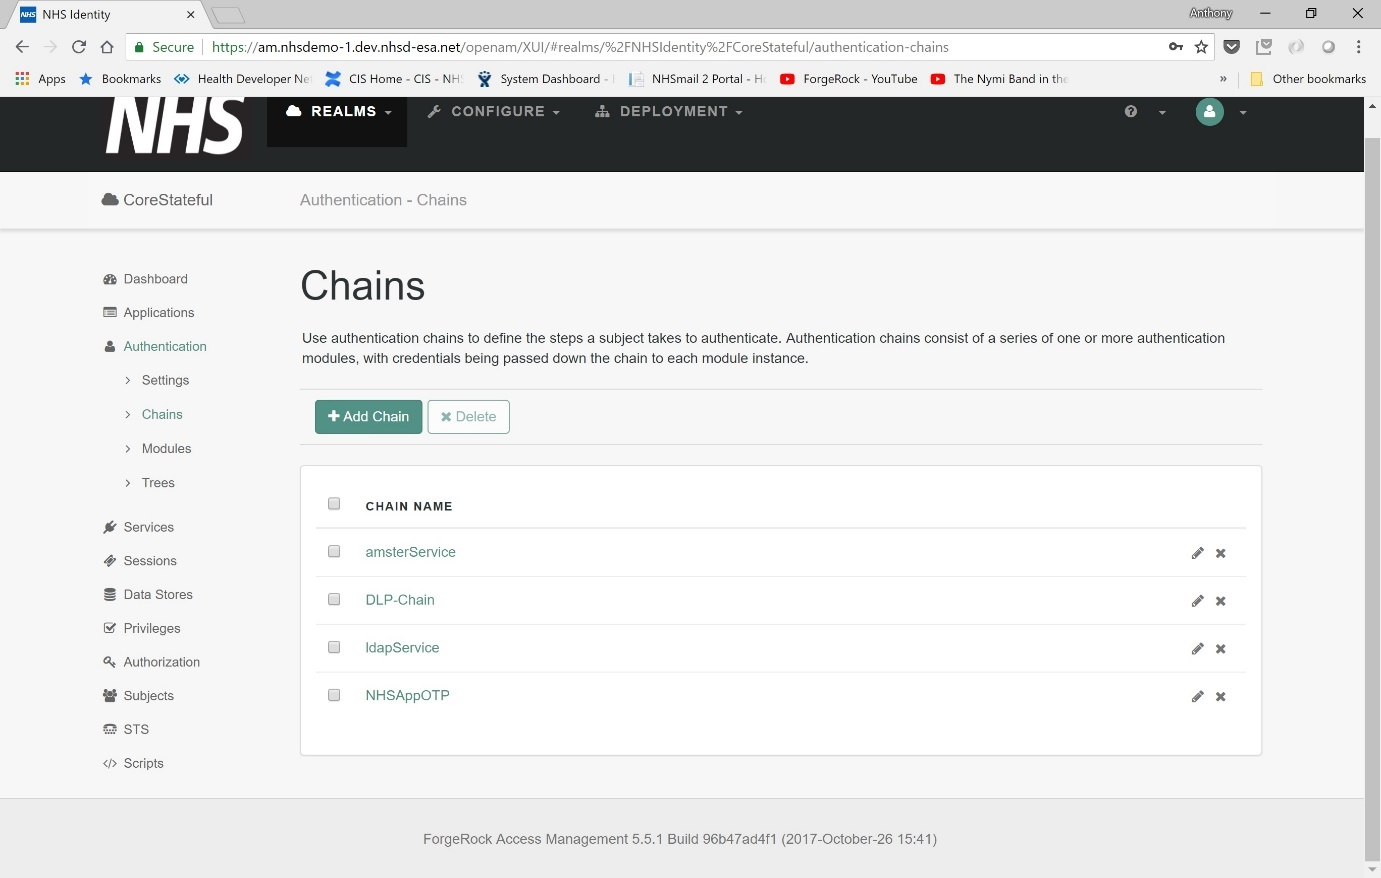 NHS Identity
Anthony
Secure
https://am.nhsdemo-1.dev.nhsd-esa.net/openam/XUI/#realms/%2FNHSIdentity%2FCoreStateful/authentication-chains
Apps
Bookmarks
Health Developer Ne
CIS Home - CIS - NHS
System Dashboard -
NHSmail 2 Portal - Ho
ForgeRock - YouTube
The Nymi Band in the
»
Other bookmarks
NHS
REALMS
CONFIGURE
DEPLOYMENT
CoreStateful
Authentication - Chains
Dashboard
Applications
Authentication
Settings
Chains
Modules
Trees
Services
Sessions
Data Stores
Privileges
Authorization
Subjects
STS
Scripts
Chains
Use authentication chains to define the steps a subject takes to authenticate. Authentication chains consist of a series of one or more authentication
modules, with credentials being passed down the chain to each module instance.
+ Add Chain
Delete
CHAIN NAME
amsterService
DLP-Chain
ldapService
NHSAppOTP
ForgeRock Access Management 5.5.1 Build 96b47ad4f1 (2017-October-26 15:41)